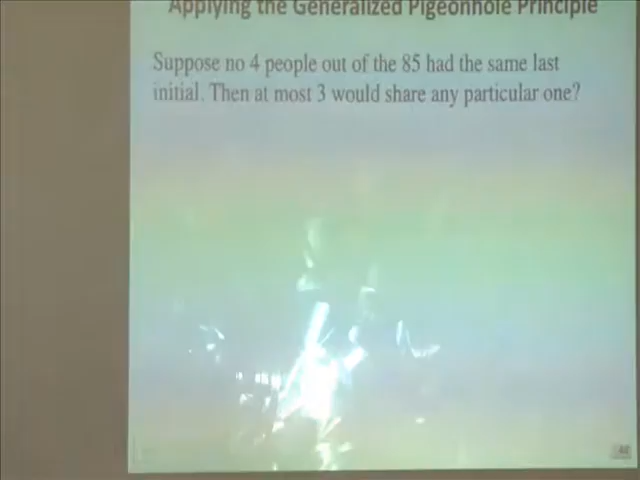 Applying the Generalized Pigeonhole Principle
Suppose no 4 people out of the 85 had the same last
initial. Then at most 3 would share any particular one?